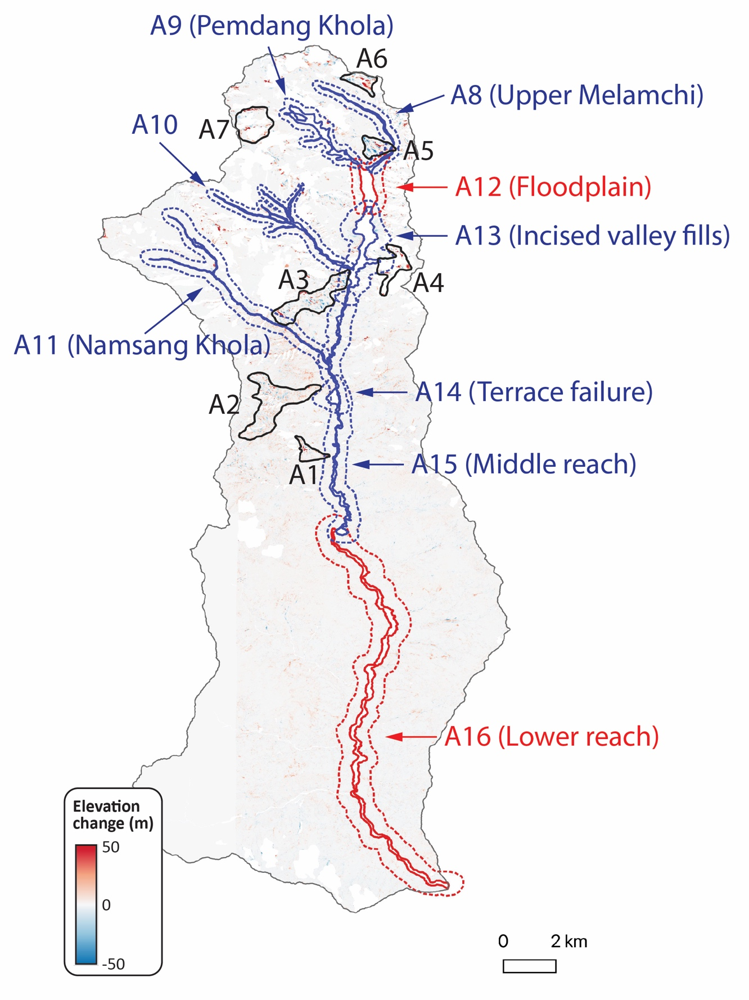 A9 (Pemdang Khola)
A6
A8 (Upper Melamchi)
A10
A7
A5
A12 (Floodplain)
A13 (Incised valley fills)
A3
A4
A11 (Namsang Khola)
A14 (Terrace failure)
A2
A15 (Middle reach)
A1
A16 (Lower reach)
Elevation
change (m)
50
0
-50
0 2 km